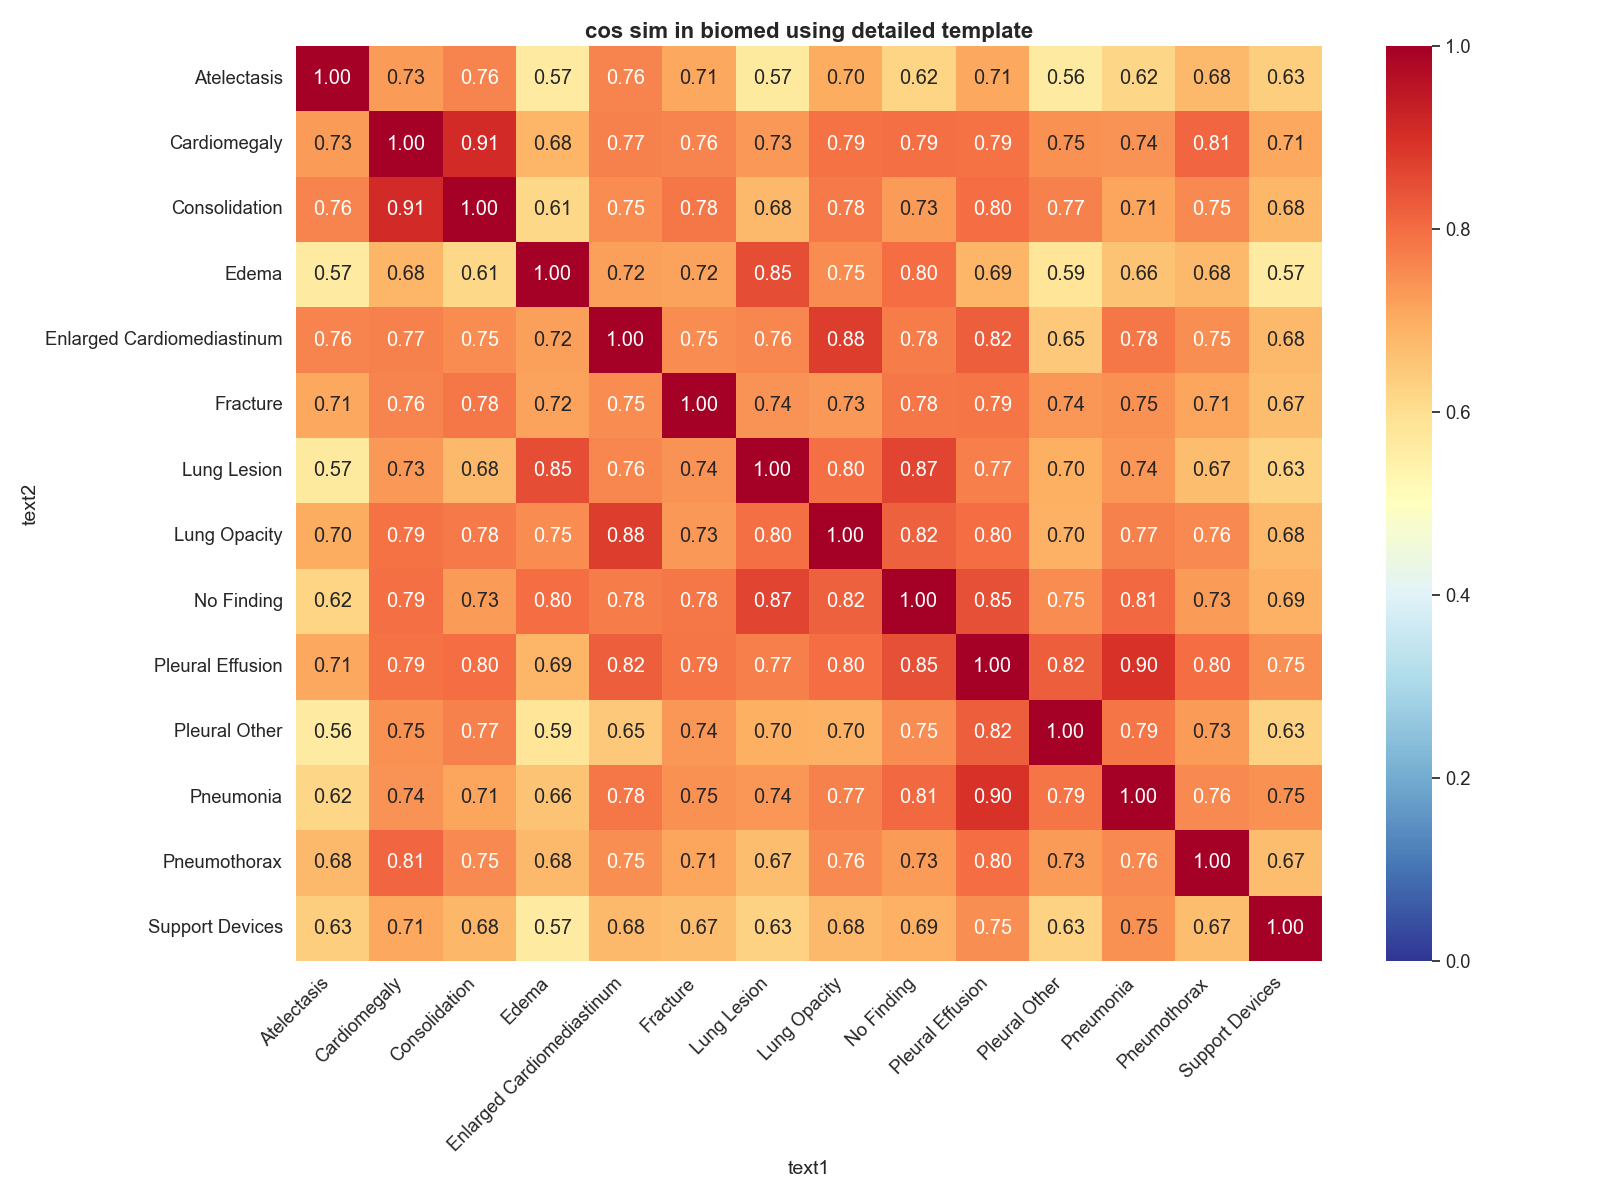 cos sim in biomed using detailed template
Atelectasis 1.00 0.73 0.76 0.57 0.76 0.71 0.57 0.70 0.62 0.71 0.56 0.62 0.68 0.63
Cardiomegaly 0.73 1.00 0.91 0.68 0.77 0.76 0.73 0.79 0.79 0.79 0.75 0.74 0.81 0.71
Consolidation 0.76 0.91 1.00 0.61 0.75 0.78 0.68 0.78 0.73 0.80 0.77 0.71 0.75 0.68
Edema 0.57 0.68 0.61 1.00 0.72 0.72 0.85 0.75 0.80 0.69 0.59 0.66 0.68 0.57
Enlarged Cardiomediastinum 0.76 0.77 0.75 0.72 1.00 0.75 0.76 0.88 0.78 0.82 0.65 0.78 0.75 0.68
Fracture 0.71 0.76 0.78 0.72 0.75 1.00 0.74 0.73 0.78 0.79 0.74 0.75 0.71 0.67
Lung Lesion 0.57 0.73 0.68 0.85 0.76 0.74 1.00 0.80 0.87 0.77 0.70 0.74 0.67 0.63
Lung Opacity 0.70 0.79 0.78 0.75 0.88 0.73 0.80 1.00 0.82 0.80 0.70 0.77 0.76 0.68
No Finding 0.62 0.79 0.73 0.80 0.78 0.78 0.87 0.82 1.00 0.85 0.75 0.81 0.73 0.69
Pleural Effusion 0.71 0.79 0.80 0.69 0.82 0.79 0.77 0.80 0.85 1.00 0.82 0.90 0.80 0.75
Pleural Other 0.56 0.75 0.77 0.59 0.65 0.74 0.70 0.70 0.75 0.82 1.00 0.79 0.73 0.63
Pneumonia 0.62 0.74 0.71 0.66 0.78 0.75 0.74 0.77 0.81 0.90 0.79 1.00 0.76 0.75
Pneumothorax 0.68 0.81 0.75 0.68 0.75 0.71 0.67 0.76 0.73 0.80 0.73 0.76 1.00 0.67
Support Devices 0.63 0.71 0.68 0.57 0.68 0.67 0.63 0.68 0.69 0.75 0.63 0.75 0.67 1.00
text2
Atelectasis
Cardiomegaly
Consolidation
Edema
Enlarged Cardiomediastinum
Fracture
Lung Lesion
Lung Opacity
No Finding
Pleural Effusion
Pleural Other
Pneumonia
Pneumothorax
Support Devices
text1
1.0
0.8
0.6
0.4
0.2
0.0